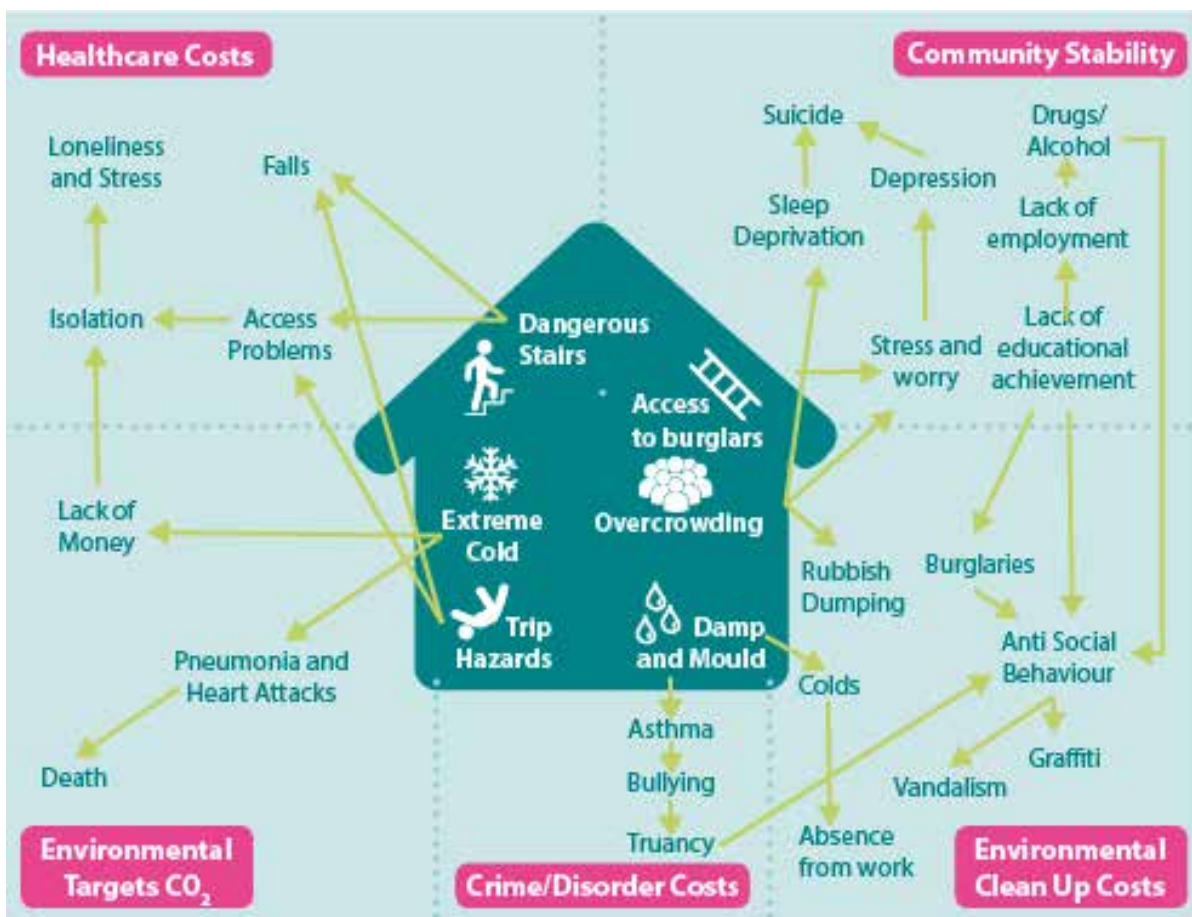 Healthcare Costs
Community Stability
Loneliness
and Stress
Falls
Isolation
Access
Problems
Suicide
Depression
Sleep
Deprivation
Drugs/
Alcohol
Lack of
employment
Lack of
educational
achievement
Stress and
worry
Dangerous
Stairs
Access
to burglars
Extreme
Cold
Overcrowding
Trip
Hazards
Damp
and Mould
Lack of
Money
Pneumonia and
Heart Attacks
Death
Rubbish
Dumping
Burglaries
Anti Social
Behaviour
Colds
Graffiti
Vandalism
Asthma
Bullying
Truancy
Absence
from work
Environmental
Targets CO₂
Crime/Disorder Costs
Environmental
Clean Up Costs